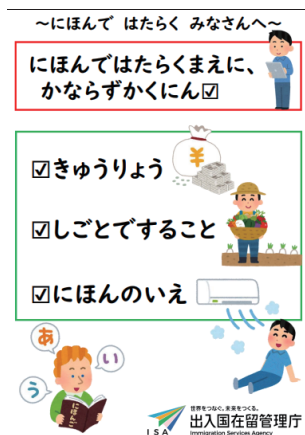 ～にほんで はたらく みなさんへ～
にほんではたらくまえに、
かならずかくにん☑
☑きゅうりょう
¥
☑しごとですること
☑にほんのいえ
あ
い
う
にほんご
ISA
世界をつなぐ。未来をつくる。
出入国在留管理庁
Immigration Services Agency